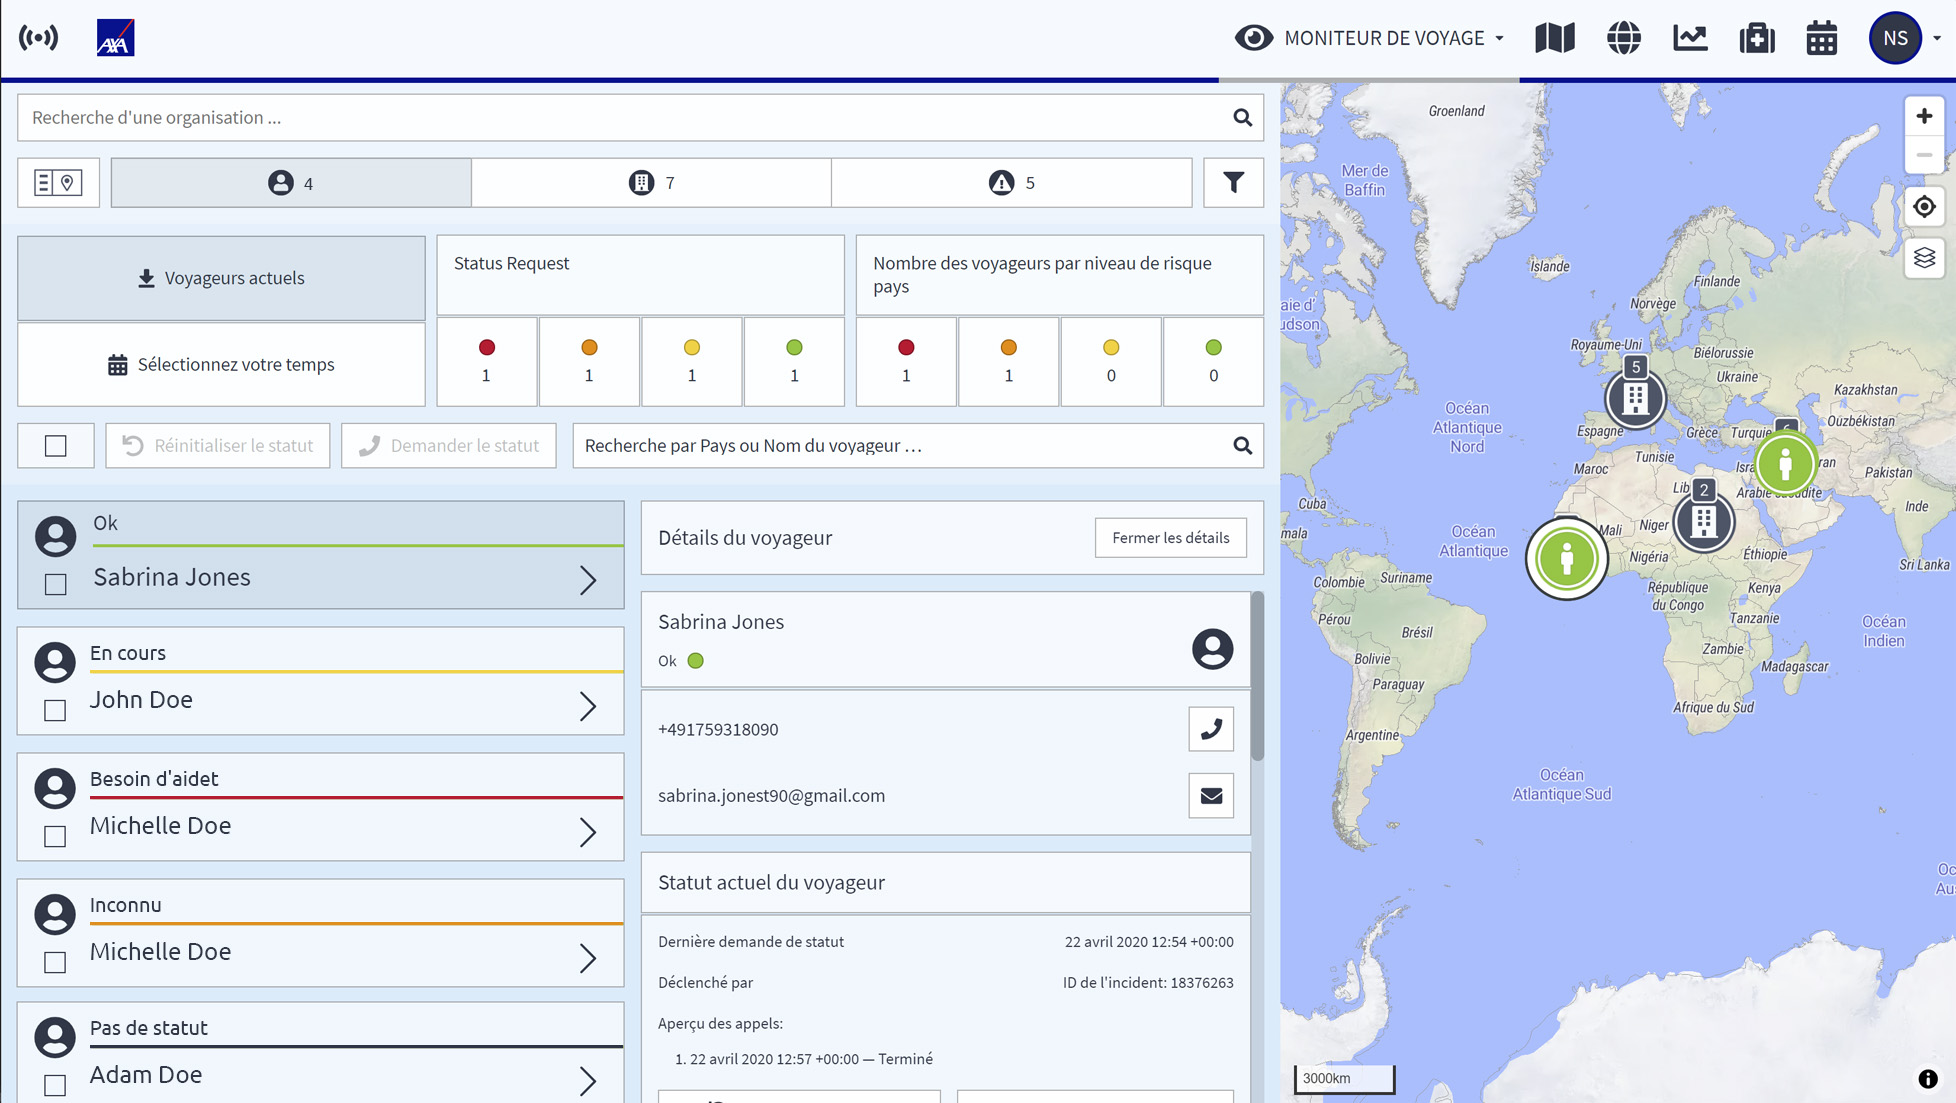 AXA
MONITEUR DE VOYAGE
NS
Recherche d'une organisation ...
4
7
5
Voyageurs actuels
Sélectionnez votre temps
Status Request
1
1
1
1
Nombre des voyageurs par niveau de risque
pays
1
1
0
0
Réinitialiser le statut
Demander le statut
Recherche par Pays ou Nom du voyageur …
Ok
Sabrina Jones
En cours
John Doe
Besoin d'aidet
Michelle Doe
Inconnu
Michelle Doe
Pas de statut
Adam Doe
Détails du voyageur
Fermer les détails
Sabrina Jones
Ok
+491759318090
sabrina.jonest90@gmail.com
Statut actuel du voyageur
Dernière demande de statut
22 avril 2020 12:54 +00:00
Déclenché par
ID de l'incident: 18376263
Aperçu des appels:
1. 22 avril 2020 12:57 +00:00 — Terminé
Groenland
Mer de
Baffin
aie d'
udson
Islande
Finlande
Norvège
Royaume-Uni
Biélorussie
5
Ukraine
Kazakhstan
Océan
Atlantique
Nord
Espagne
Grèce
Turquie
Ouzbékistan
Maroc
Tunisie
Isra
ran
Pakistan
Lib
2
Arabie
oudite
Cuba
Inde
mala
Océan
Atlantique
Mali
Niger
Nigéria
Éthiopie
Sri Lanka
Colombie
Suriname
République
du Congo
Kenya
Pérou
Brésil
Tanzanie
Océan
Indien
Bolivie
Zambie
Madagascar
Paraguay
Afrique du Sud
Argentine
Océan
Atlantique Sud
Oc
Aus
3000km